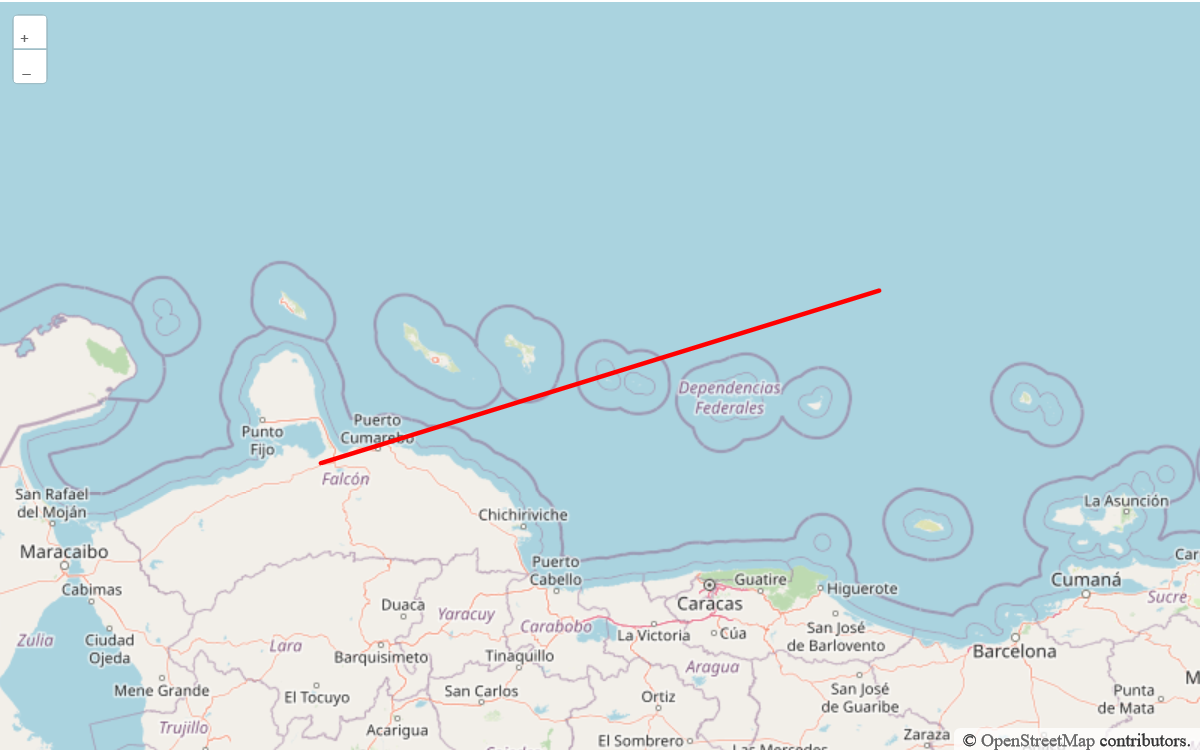 +
–
Dependencias
Federales
Puerto
Cumarebo
Punto
Fijo
Falcón
San Rafael
del Moján
La Asunción
Chichiriviche
Maracaibo
Puerto
Cabello
Guatire
Cumaná
Cabimas
Higuerote
Sucre
Caracas
Duaca
Yaracuy
Carabobo
La Victoria
Cúa
San José
de Barlovento
Zulia
Ciudad
Ojeda
Lara
Barquisimeto
Tinaquillo
Aragua
Barcelona
Mene Grande
El Tocuyo
San Carlos
Ortiz
San José
de Guaribe
Punta
de Mata
Trujillo
Acarigua
El Sombrero
Zaraza
© OpenStreetMap contributors.